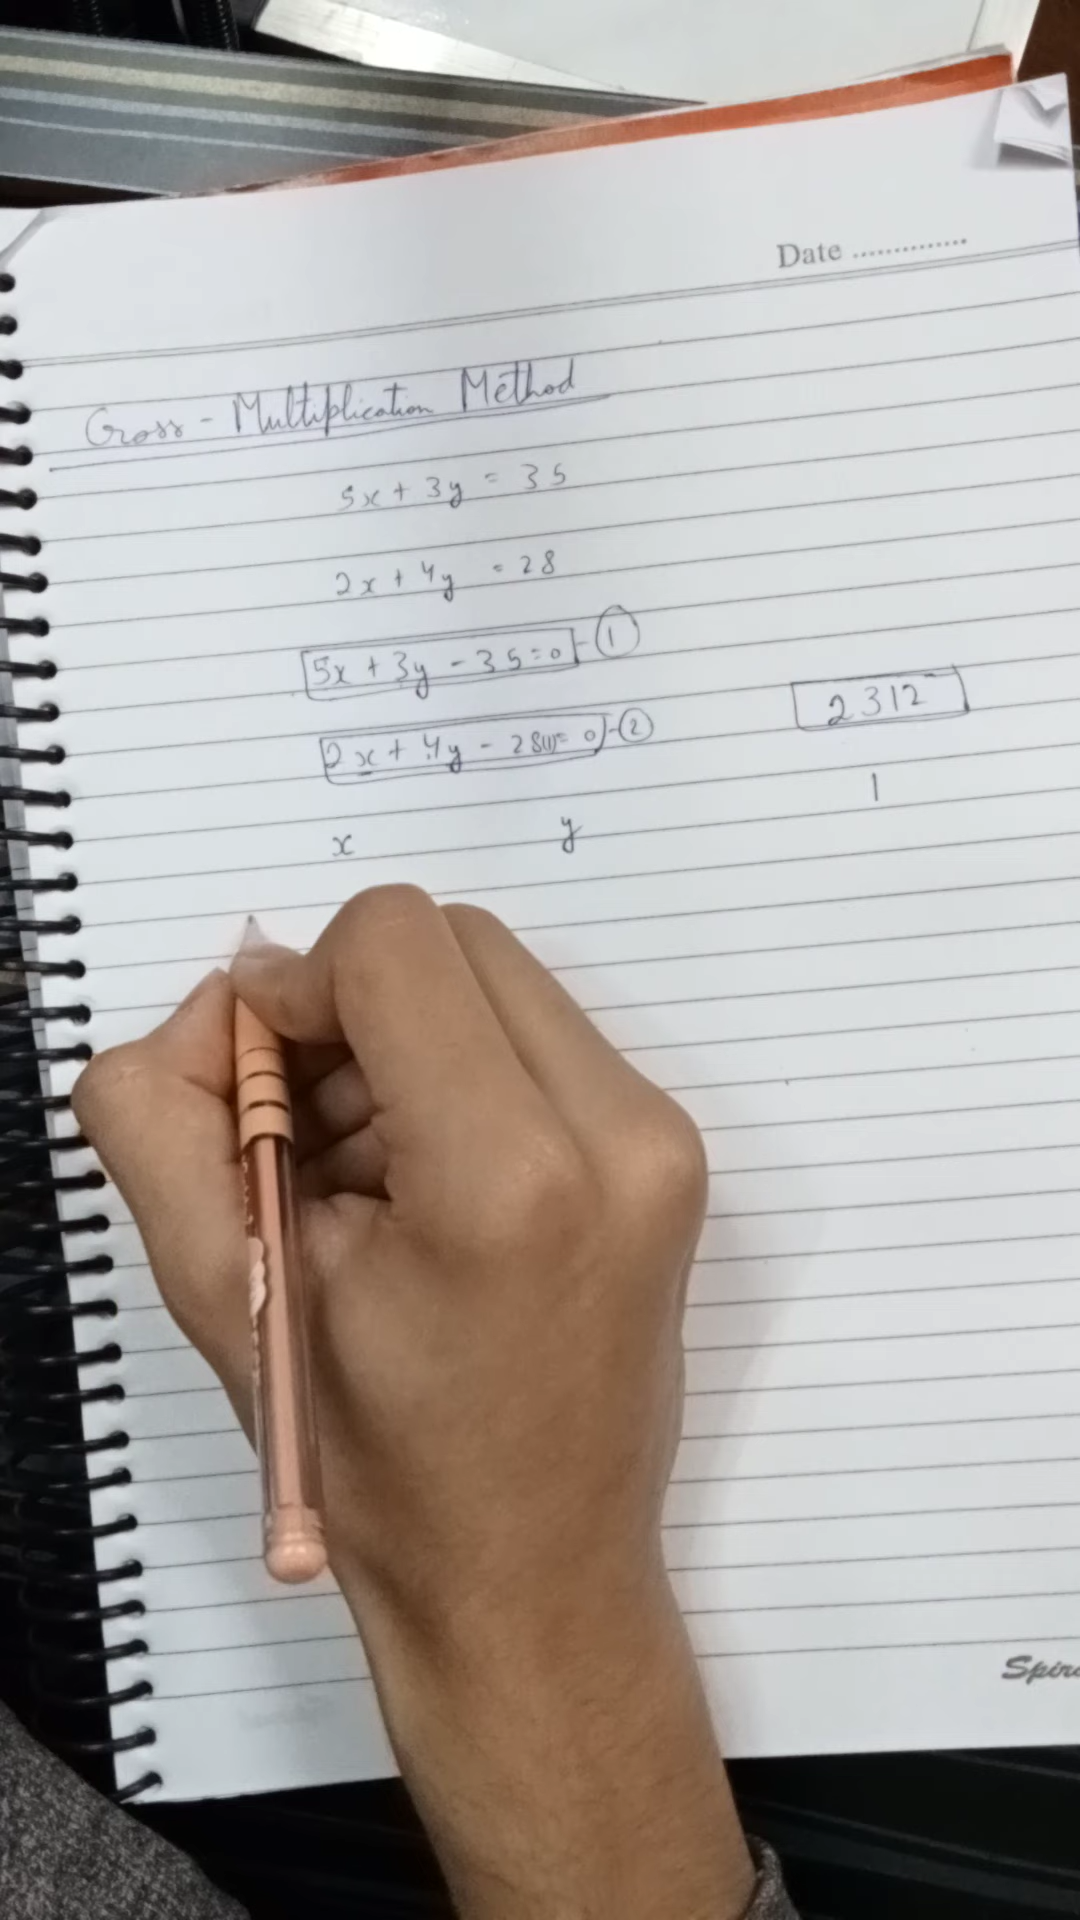 Date ..............
Cross - Multiplication Method
5x + 3y = 35
2x + 4y = 28
5x + 3y - 35 = 0 - 1
2312
2x + 4y - 28(1) = 0 - 2
x y 1